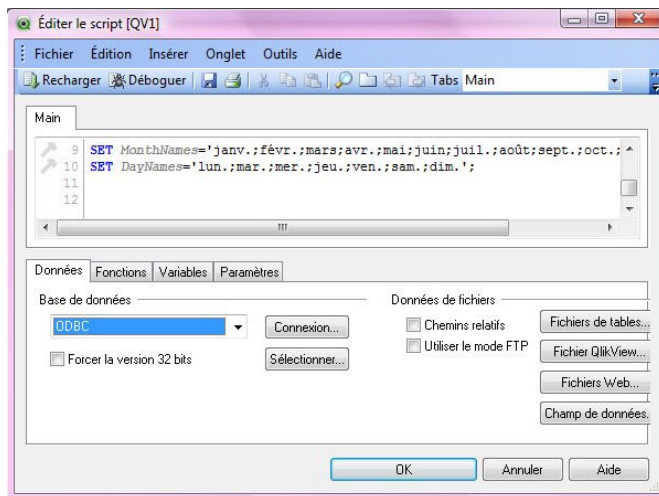 Éditer le script [QV1]
Fichier Édition Insérer Onglet Outils Aide
Recharger Déboguer Tabs Main
Main
9 SET MonthNames='janv.;févr.;mars;avr.;mai;juin;juil.;août;sept.;oct.;
10 SET DayNames='lun.;mar.;mer.;jeu.;ven.;sam.;dim.';
11
12
Données Fonctions Variables Paramètres
Base de données
ODBC
Connexion...
Forcer la version 32 bits
Sélectionner...
Données de fichiers
Chemins relatifs
Utiliser le mode FTP
Fichiers de tables...
Fichier QlikView...
Fichiers Web...
Champ de données.
OK Annuler Aide